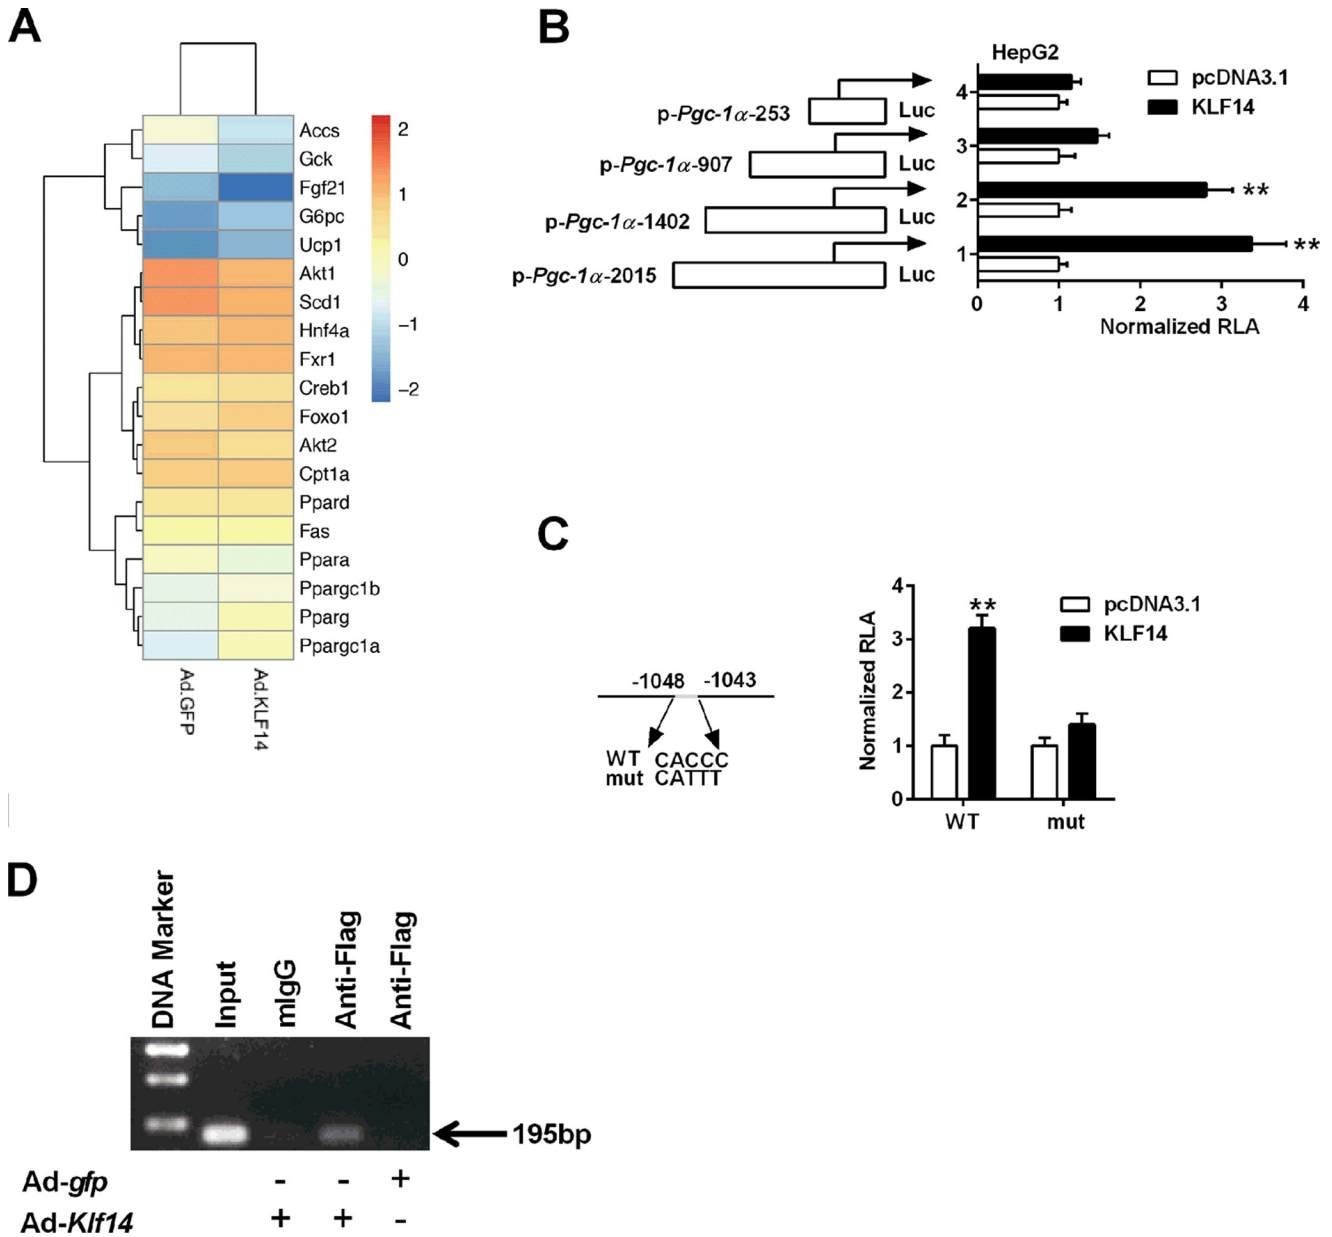 A
2
1
0
−1
−2
Accs
Gck
Fgf21
G6pc
Ucp1
Akt1
Scd1
Hnf4a
Fxr1
Creb1
Foxo1
Akt2
Cpt1a
Ppard
Fas
Ppara
Ppargc1b
Pparg
Ppargc1a
Ad.GFP
Ad.KLF14
B
HepG2
p-Pgc-1α-253 Luc
p-Pgc-1α-907 Luc
p-Pgc-1α-1402 Luc
p-Pgc-1α-2015 Luc
4
3
2
1
**
**
pcDNA3.1
KLF14
0 1 2 3 4
Normalized RLA
C
-1048 -1043
WT CACCC
mut CATTT
Normalized RLA
4
3
2
1
0
**
pcDNA3.1
KLF14
WT mut
D
DNA Marker
Input
mIgG
Anti-Flag
Anti-Flag
195bp
Ad-gfp - - +
Ad-Klf14 + + -